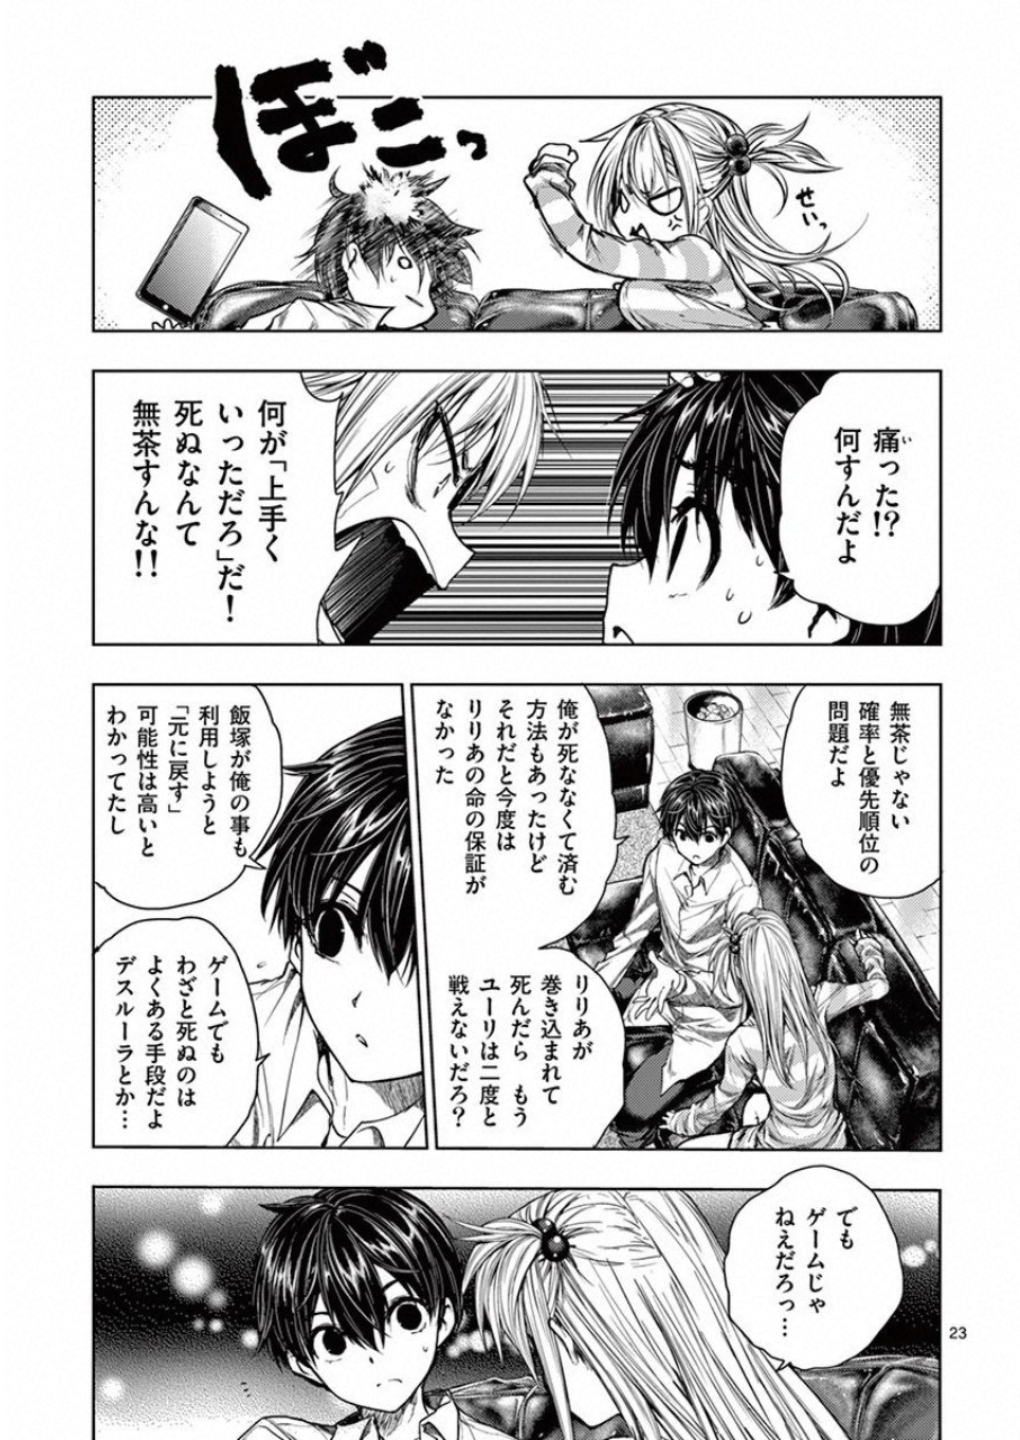 ぼこっ
せいっ
痛った!?
何すんだよ
何が「上手く
いっただろ」だ!
死ぬなんて
無茶すんな!!
無茶じゃない
確率と優先順位の
問題だよ
俺が死ななくて済む
方法もあったけど
それだと今度は
りりあの命の保証が
なかった
りりあが
巻き込まれて
死んだら もう
ユーリは二度と
戦えないだろ?
飯塚が俺の事も
利用しようと
「元に戻す」
可能性は高いと
わかってたし
ゲームでも
わざと死ぬのは
よくある手段だよ
デスルーラとか…
でも
ゲームじゃ
ねえだろっ…
23